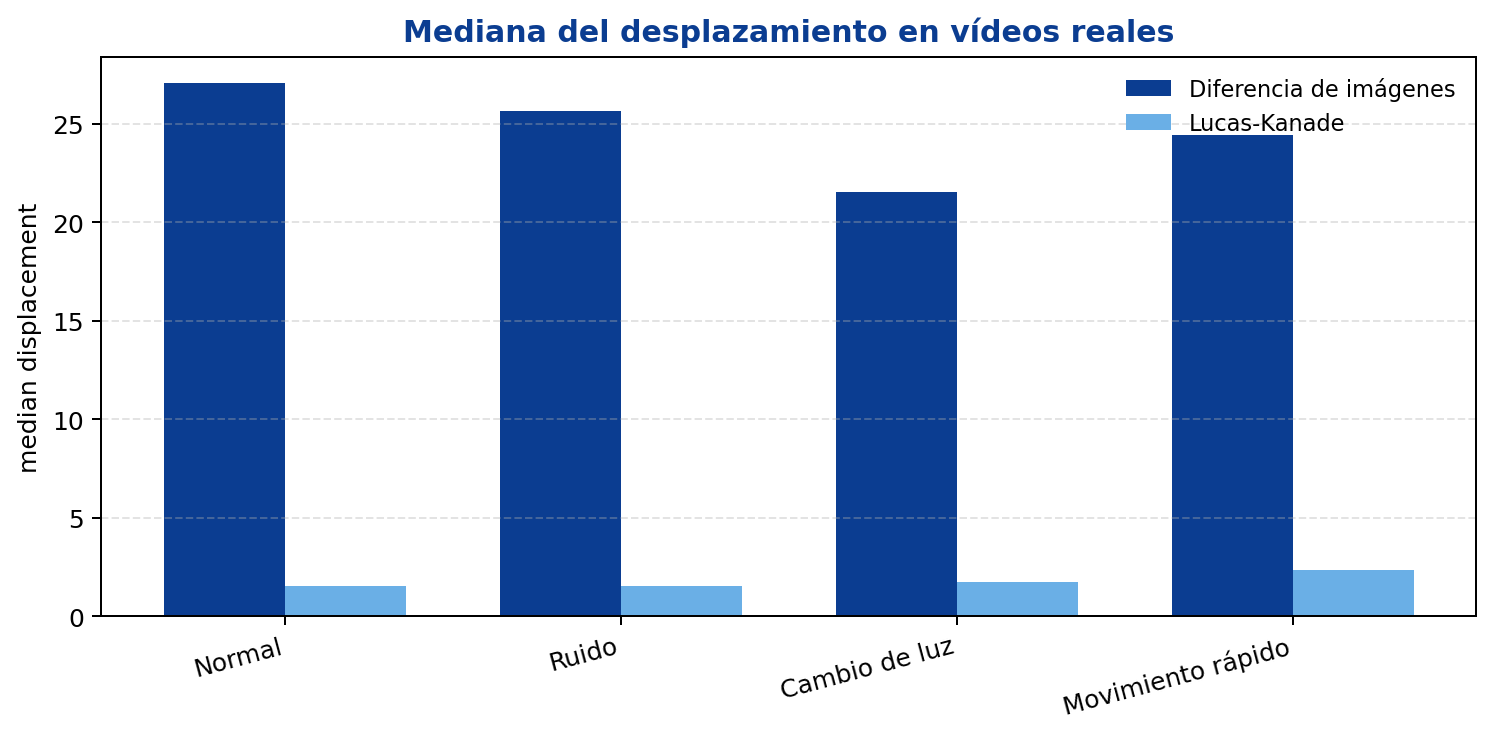 Mediana del desplazamiento en vídeos reales
Diferencia de imágenes
Lucas-Kanade
median displacement
25
20
15
10
5
0
Normal
Ruido
Cambio de luz
Movimiento rápido